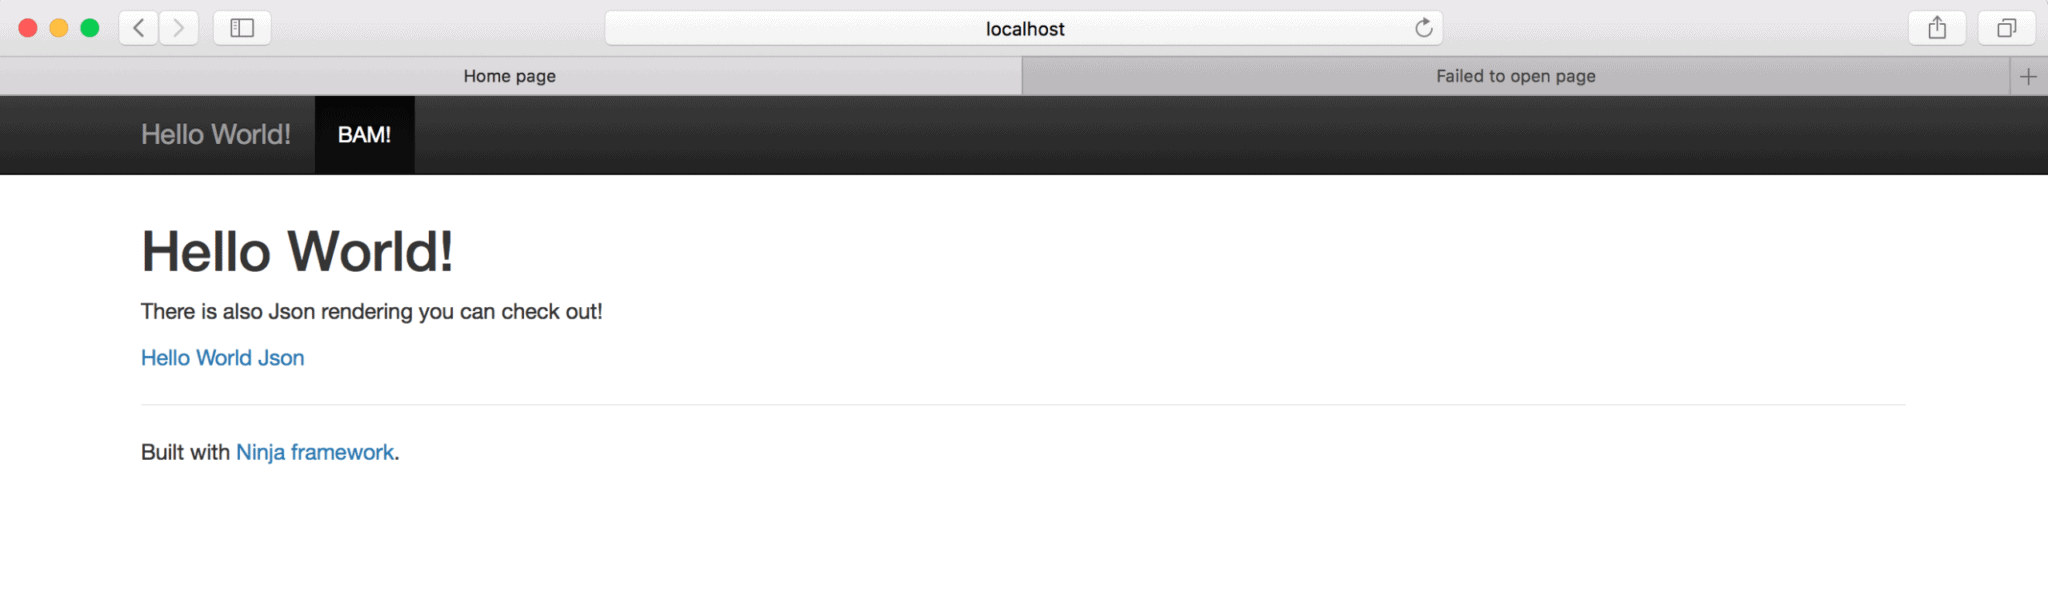 localhost
Home page
Failed to open page
Hello World!
BAM!
Hello World!
There is also Json rendering you can check out!
Hello World Json
Built with Ninja framework.